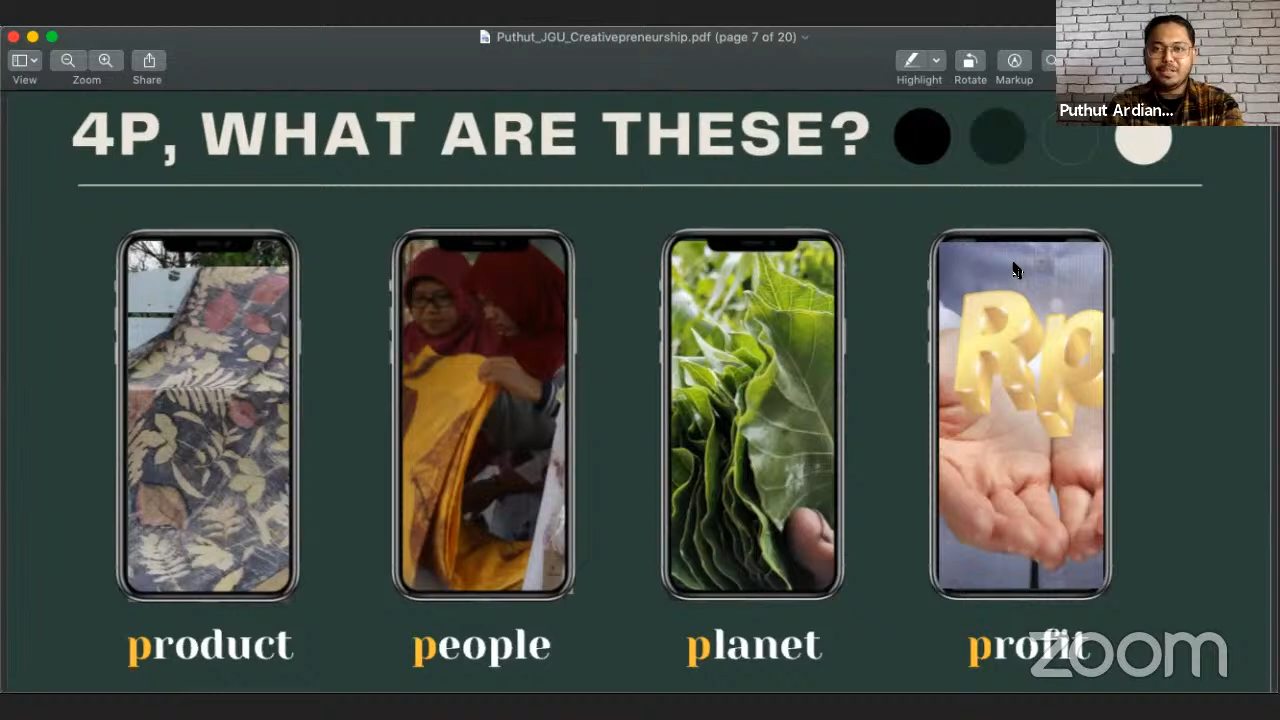 Puthut_JGU_Creativepreneurship.pdf (page 7 of 20)
View
Zoom
Share
Highlight
Rotate
Markup
Puthut Ardian...
4P, WHAT ARE THESE?
Rp
product
people
planet
profit
zoom